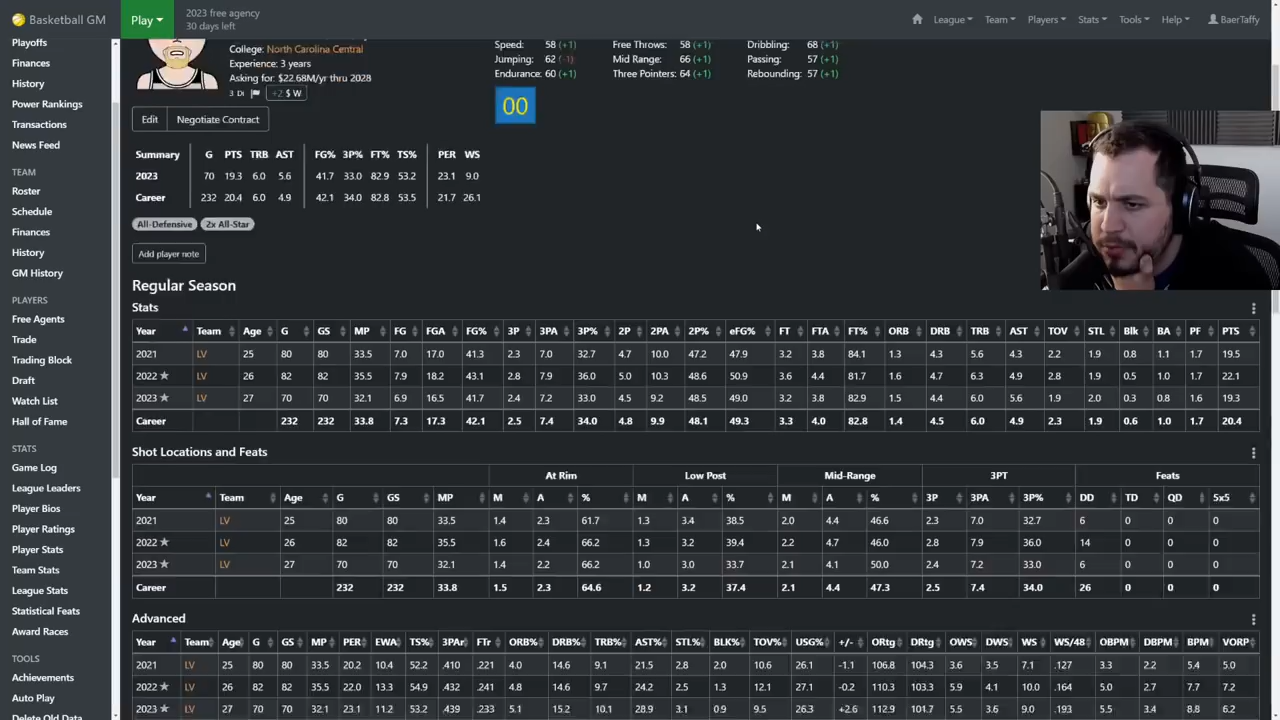 Basketball GM
Play
2023 free agency
30 days left
League
Team
Players
Stats
Tools
Help
BaerTaffy
Playoffs
Finances
History
Power Rankings
Transactions
News Feed
TEAM
Roster
Schedule
Finances
History
GM History
PLAYERS
Free Agents
Trade
Trading Block
Draft
Watch List
Hall of Fame
STATS
Game Log
League Leaders
Player Bios
Player Ratings
Player Stats
Team Stats
League Stats
Statistical Feats
Award Races
TOOLS
Achievements
Auto Play
Delete Old Data
College: North Carolina Central
Experience: 3 years
Asking for: $22.68M/yr thru 2028
3 Di +2 $ W
Speed: 58 (+1) Free Throws: 58 (+1) Dribbling: 68 (+1)
Jumping: 62 (-1) Mid Range: 66 (+1) Passing: 57 (+1)
Endurance: 60 (+1) Three Pointers: 64 (+1) Rebounding: 57 (+1)
00
Edit Negotiate Contract
Summary G PTS TRB AST FG% 3P% FT% TS% PER WS
2023 70 19.3 6.0 5.6 41.7 33.0 82.9 53.2 23.1 9.0
Career 232 20.4 6.0 4.9 42.1 34.0 82.8 53.5 21.7 26.1
All-Defensive 2x All-Star
Add player note
Regular Season
Stats
Year Team Age G GS MP FG FGA FG% 3P 3PA 3P% 2P 2PA 2P% eFG% FT FTA FT% ORB DRB TRB AST TOV STL Blk BA PF PTS
2021 LV 25 80 80 33.5 7.0 17.0 41.3 2.3 7.0 32.7 4.7 10.0 47.2 47.9 3.2 3.8 84.1 1.3 4.3 5.6 4.3 2.2 1.9 0.8 1.1 1.7 19.5
2022 ★ LV 26 82 82 35.5 7.9 18.2 43.1 2.8 7.9 36.0 5.0 10.3 48.6 50.9 3.6 4.4 81.7 1.6 4.7 6.3 4.9 2.8 1.9 0.5 1.0 1.7 22.1
2023 ★ LV 27 70 70 32.1 6.9 16.5 41.7 2.4 7.2 33.0 4.5 9.2 48.5 49.0 3.2 3.8 82.9 1.5 4.4 6.0 5.6 1.9 2.0 0.3 0.8 1.6 19.3
Career 232 232 33.8 7.3 17.3 42.1 2.5 7.4 34.0 4.8 9.9 48.1 49.3 3.3 4.0 82.8 1.4 4.5 6.0 4.9 2.3 1.9 0.6 1.0 1.7 20.4
Shot Locations and Feats
At Rim Low Post Mid-Range 3PT Feats
Year Team Age G GS MP M A % M A % M A % 3P 3PA 3P% DD TD QD 5x5
2021 LV 25 80 80 33.5 1.4 2.3 61.7 1.3 3.4 38.5 2.0 4.4 46.6 2.3 7.0 32.7 6 0 0 0
2022 ★ LV 26 82 82 35.5 1.6 2.4 66.2 1.3 3.2 39.4 2.2 4.7 46.0 2.8 7.9 36.0 14 0 0 0
2023 ★ LV 27 70 70 32.1 1.4 2.2 66.2 1.0 3.0 33.7 2.1 4.1 50.0 2.4 7.2 33.0 6 0 0 0
Career 232 232 33.8 1.5 2.3 64.6 1.2 3.2 37.4 2.1 4.4 47.3 2.5 7.4 34.0 26 0 0 0
Advanced
Year Team Age G GS MP PER EWA TS% 3PAr FTr ORB% DRB% TRB% AST% STL% BLK% TOV% USG% +/- ORtg DRtg OWS DWS WS WS/48 OBPM DBPM BPM VORP
2021 LV 25 80 80 33.5 20.2 10.4 52.2 .410 .221 4.0 14.6 9.1 21.5 2.8 2.0 10.6 26.1 -1.1 106.8 104.3 3.6 3.5 7.1 .127 3.3 2.2 5.4 5.0
2022 ★ LV 26 82 82 35.5 22.0 13.3 54.9 .432 .241 4.8 14.6 9.7 24.2 2.5 1.3 12.1 27.1 -0.2 110.3 103.3 5.9 4.1 10.0 .164 5.0 2.7 7.7 7.2
2023 ★ LV 27 70 70 32.1 23.1 11.2 53.2 .439 .233 5.1 15.2 10.1 28.9 3.1 0.9 9.5 26.3 +2.6 112.9 101.7 5.5 3.6 9.0 .193 5.5 3.4 8.8 6.2